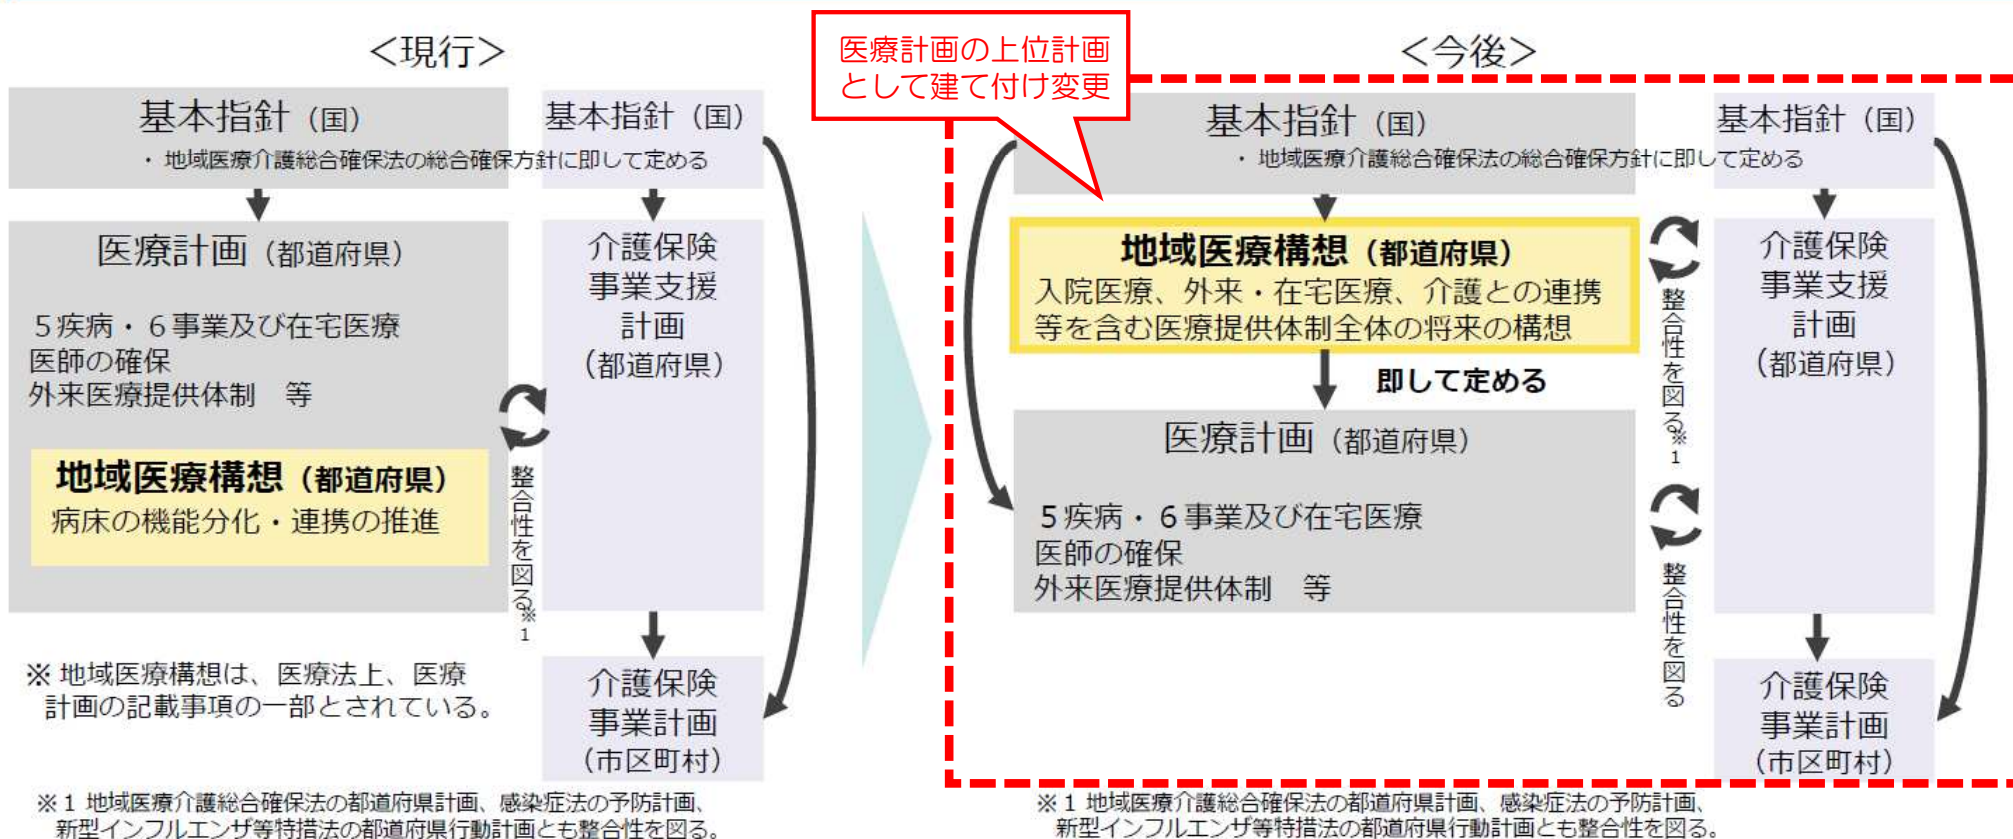 ＜現行＞
基本指針（国）
・ 地域医療介護総合確保法の総合確保方針に即して定める
基本指針（国）
医療計画（都道府県）
５疾病・６事業及び在宅医療
医師の確保
外来医療提供体制　等
地域医療構想（都道府県）
病床の機能分化・連携の推進
整合性を図る※1
介護保険
事業支援
計画
（都道府県）
介護保険
事業計画
（市区町村）
※ 地域医療構想は、医療法上、医療
計画の記載事項の一部とされている。
※１ 地域医療介護総合確保法の都道府県計画、感染症法の予防計画、
新型インフルエンザ等特措法の都道府県行動計画とも整合性を図る。
医療計画の上位計画
として建て付け変更
＜今後＞
基本指針（国）
・ 地域医療介護総合確保法の総合確保方針に即して定める
基本指針（国）
地域医療構想（都道府県）
入院医療、外来・在宅医療、介護との連携
等を含む医療提供体制全体の将来の構想
即して定める
医療計画（都道府県）
５疾病・６事業及び在宅医療
医師の確保
外来医療提供体制　等
整合性を図る※1
整合性を図る
介護保険
事業支援
計画
（都道府県）
介護保険
事業計画
（市区町村）
※１ 地域医療介護総合確保法の都道府県計画、感染症法の予防計画、
新型インフルエンザ等特措法の都道府県行動計画とも整合性を図る。